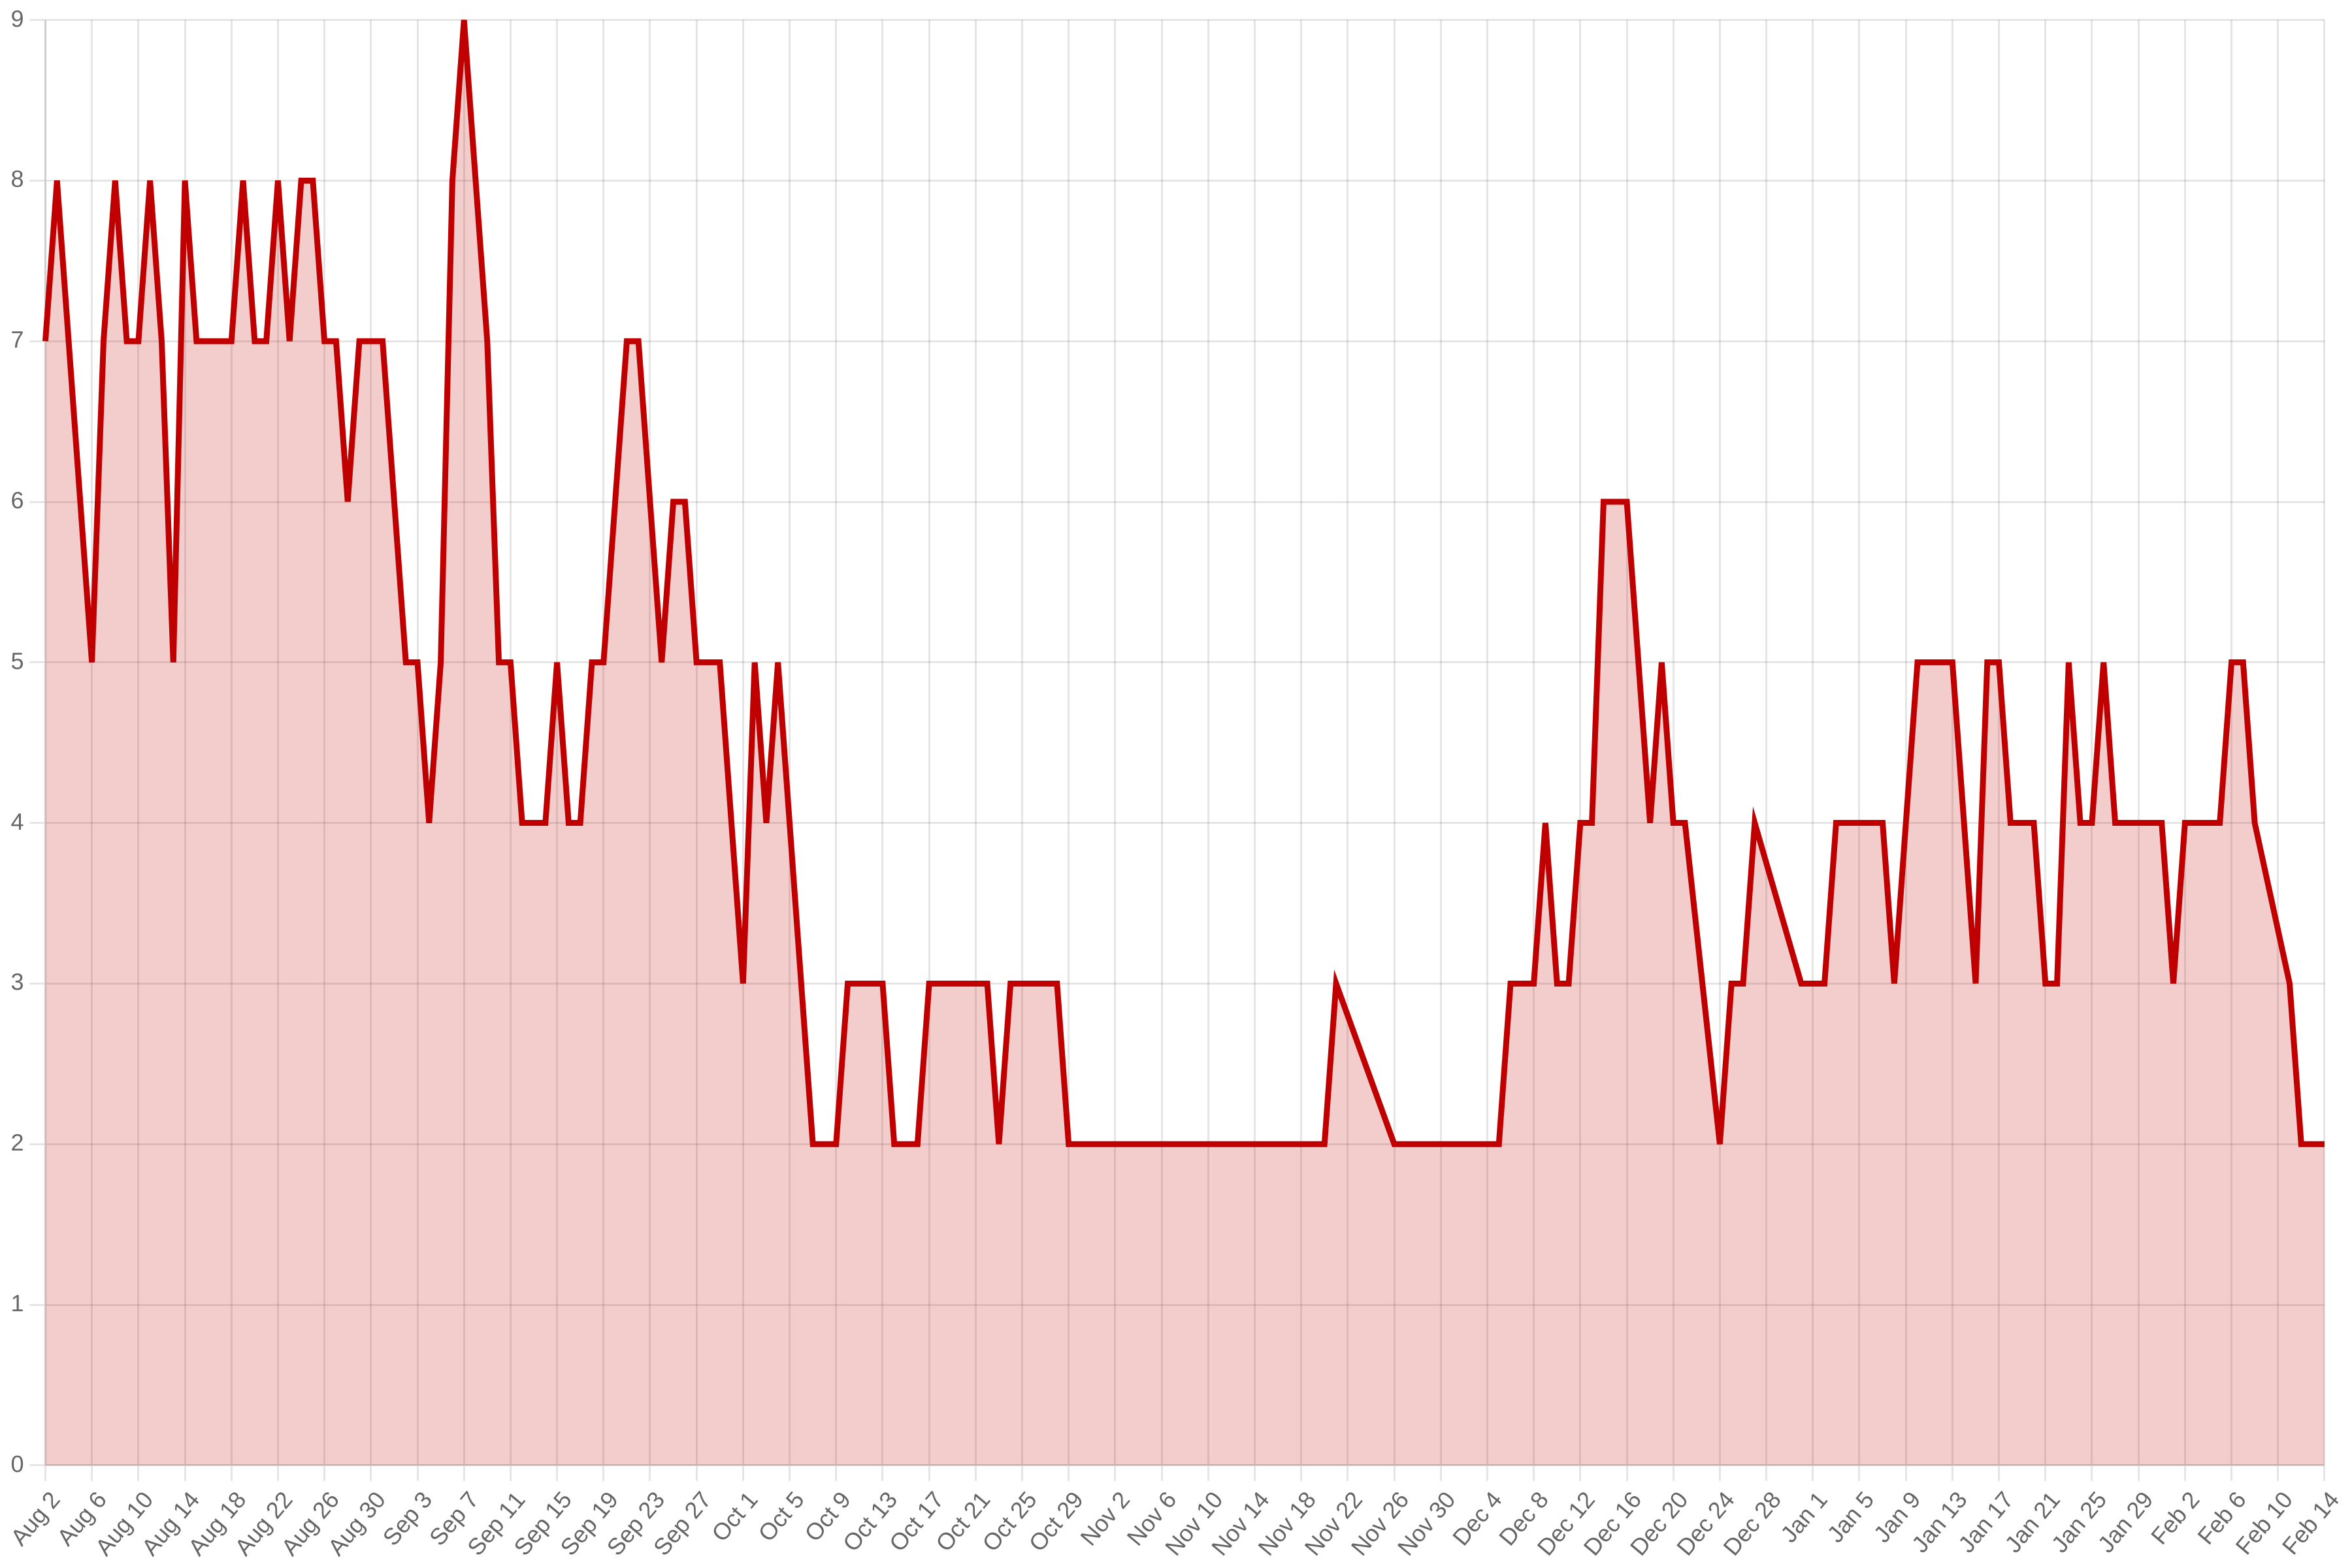 9
8
7
6
5
4
3
2
1
0
Aug 2
Aug 6
Aug 10
Aug 14
Aug 18
Aug 22
Aug 26
Aug 30
Sep 3
Sep 7
Sep 11
Sep 15
Sep 19
Sep 23
Sep 27
Oct 1
Oct 5
Oct 9
Oct 13
Oct 17
Oct 21
Oct 25
Oct 29
Nov 2
Nov 6
Nov 10
Nov 14
Nov 18
Nov 22
Nov 26
Nov 30
Dec 4
Dec 8
Dec 12
Dec 16
Dec 20
Dec 24
Dec 28
Jan 1
Jan 5
Jan 9
Jan 13
Jan 17
Jan 21
Jan 25
Jan 29
Feb 2
Feb 6
Feb 10
Feb 14